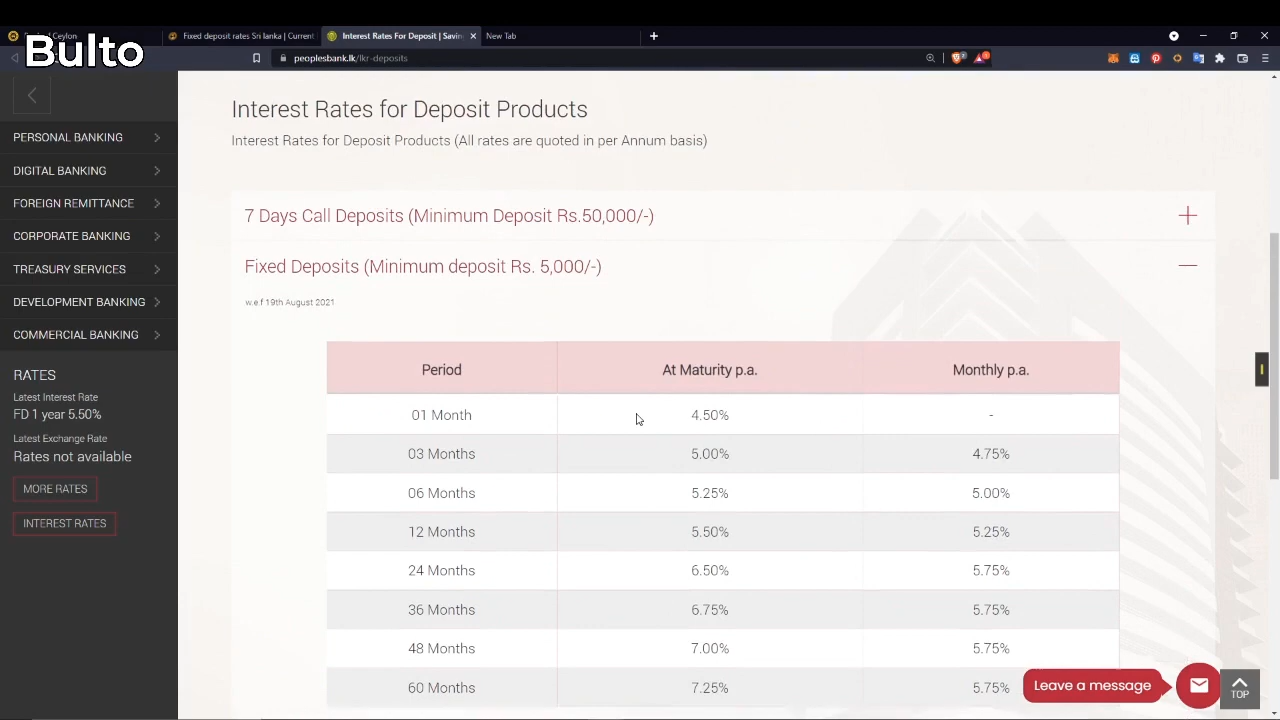 Ceylon
Fixed deposit rates Sri lanka | Current
Interest Rates For Deposit | Savin
New Tab
Bulto
peoplesbank.lk/lkr-deposits
PERSONAL BANKING
DIGITAL BANKING
FOREIGN REMITTANCE
CORPORATE BANKING
TREASURY SERVICES
DEVELOPMENT BANKING
COMMERCIAL BANKING
RATES
Latest Interest Rate
FD 1 year 5.50%
Latest Exchange Rate
Rates not available
MORE RATES
INTEREST RATES
Interest Rates for Deposit Products
Interest Rates for Deposit Products (All rates are quoted in per Annum basis)
7 Days Call Deposits (Minimum Deposit Rs.50,000/-)
Fixed Deposits (Minimum deposit Rs. 5,000/-)
w.e.f 19th August 2021
Period At Maturity p.a. Monthly p.a.
01 Month 4.50% -
03 Months 5.00% 4.75%
06 Months 5.25% 5.00%
12 Months 5.50% 5.25%
24 Months 6.50% 5.75%
36 Months 6.75% 5.75%
48 Months 7.00% 5.75%
60 Months 7.25% 5.75%
Leave a message
TOP